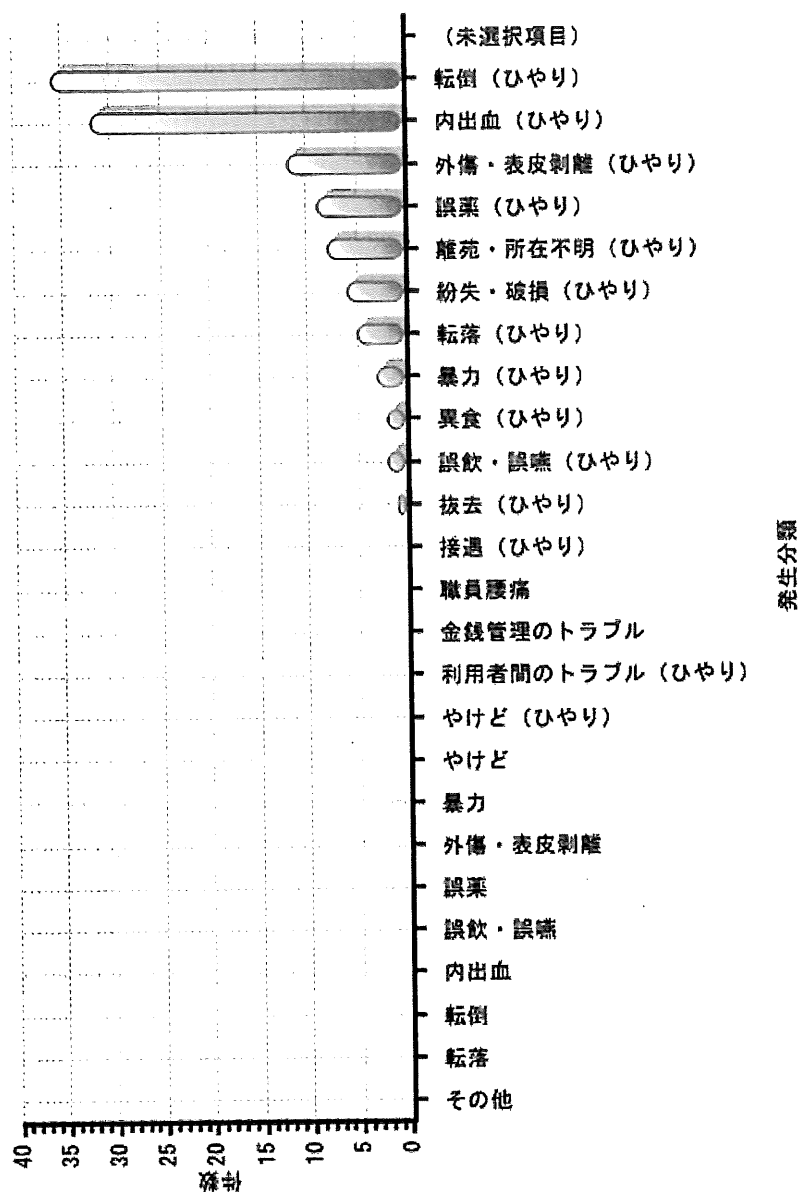 （未選択項目）
転倒（ひやり）
内出血（ひやり）
外傷・表皮剥離（ひやり）
誤薬（ひやり）
離苑・所在不明（ひやり）
紛失・破損（ひやり）
転落（ひやり）
暴力（ひやり）
異食（ひやり）
誤飲・誤嚥（ひやり）
抜去（ひやり）
接遇（ひやり）
職員腰痛
金銭管理のトラブル
利用者間のトラブル（ひやり）
やけど（ひやり）
やけど
暴力
外傷・表皮剥離
誤薬
誤飲・誤嚥
内出血
転倒
転落
その他
発生分類
40
35
30
25
20
15
10
5
0
件数